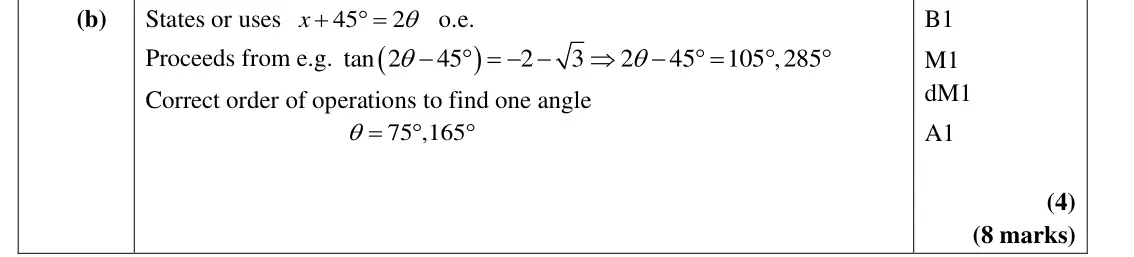 (b) States or uses x + 45° = 2θ o.e. B1
Proceeds from e.g. tan(2θ − 45°) = −2 − √3 ⇒ 2θ − 45° = 105°, 285° M1
Correct order of operations to find one angle dM1
θ = 75°,165° A1
(4)
(8 marks)